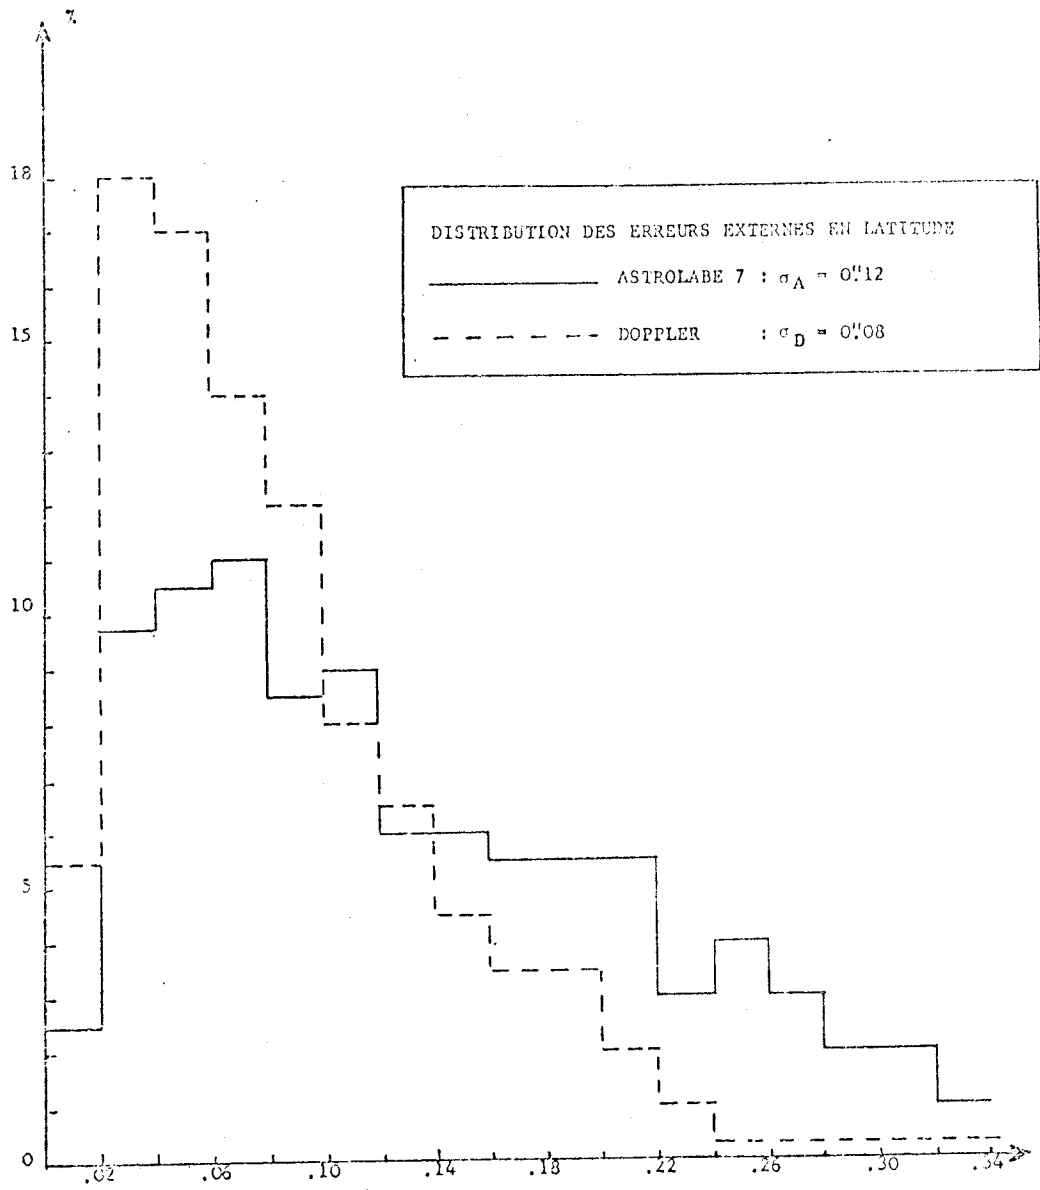 %
18
DISTRIBUTION DES ERREURS EXTERNES EN LATITUDE
ASTROLABE 7 : σA = 0"12
15
DOPPLER : σD = 0"08
10
5
0
.02 .06 .10 .14 .18 .22 .26 .30 .34